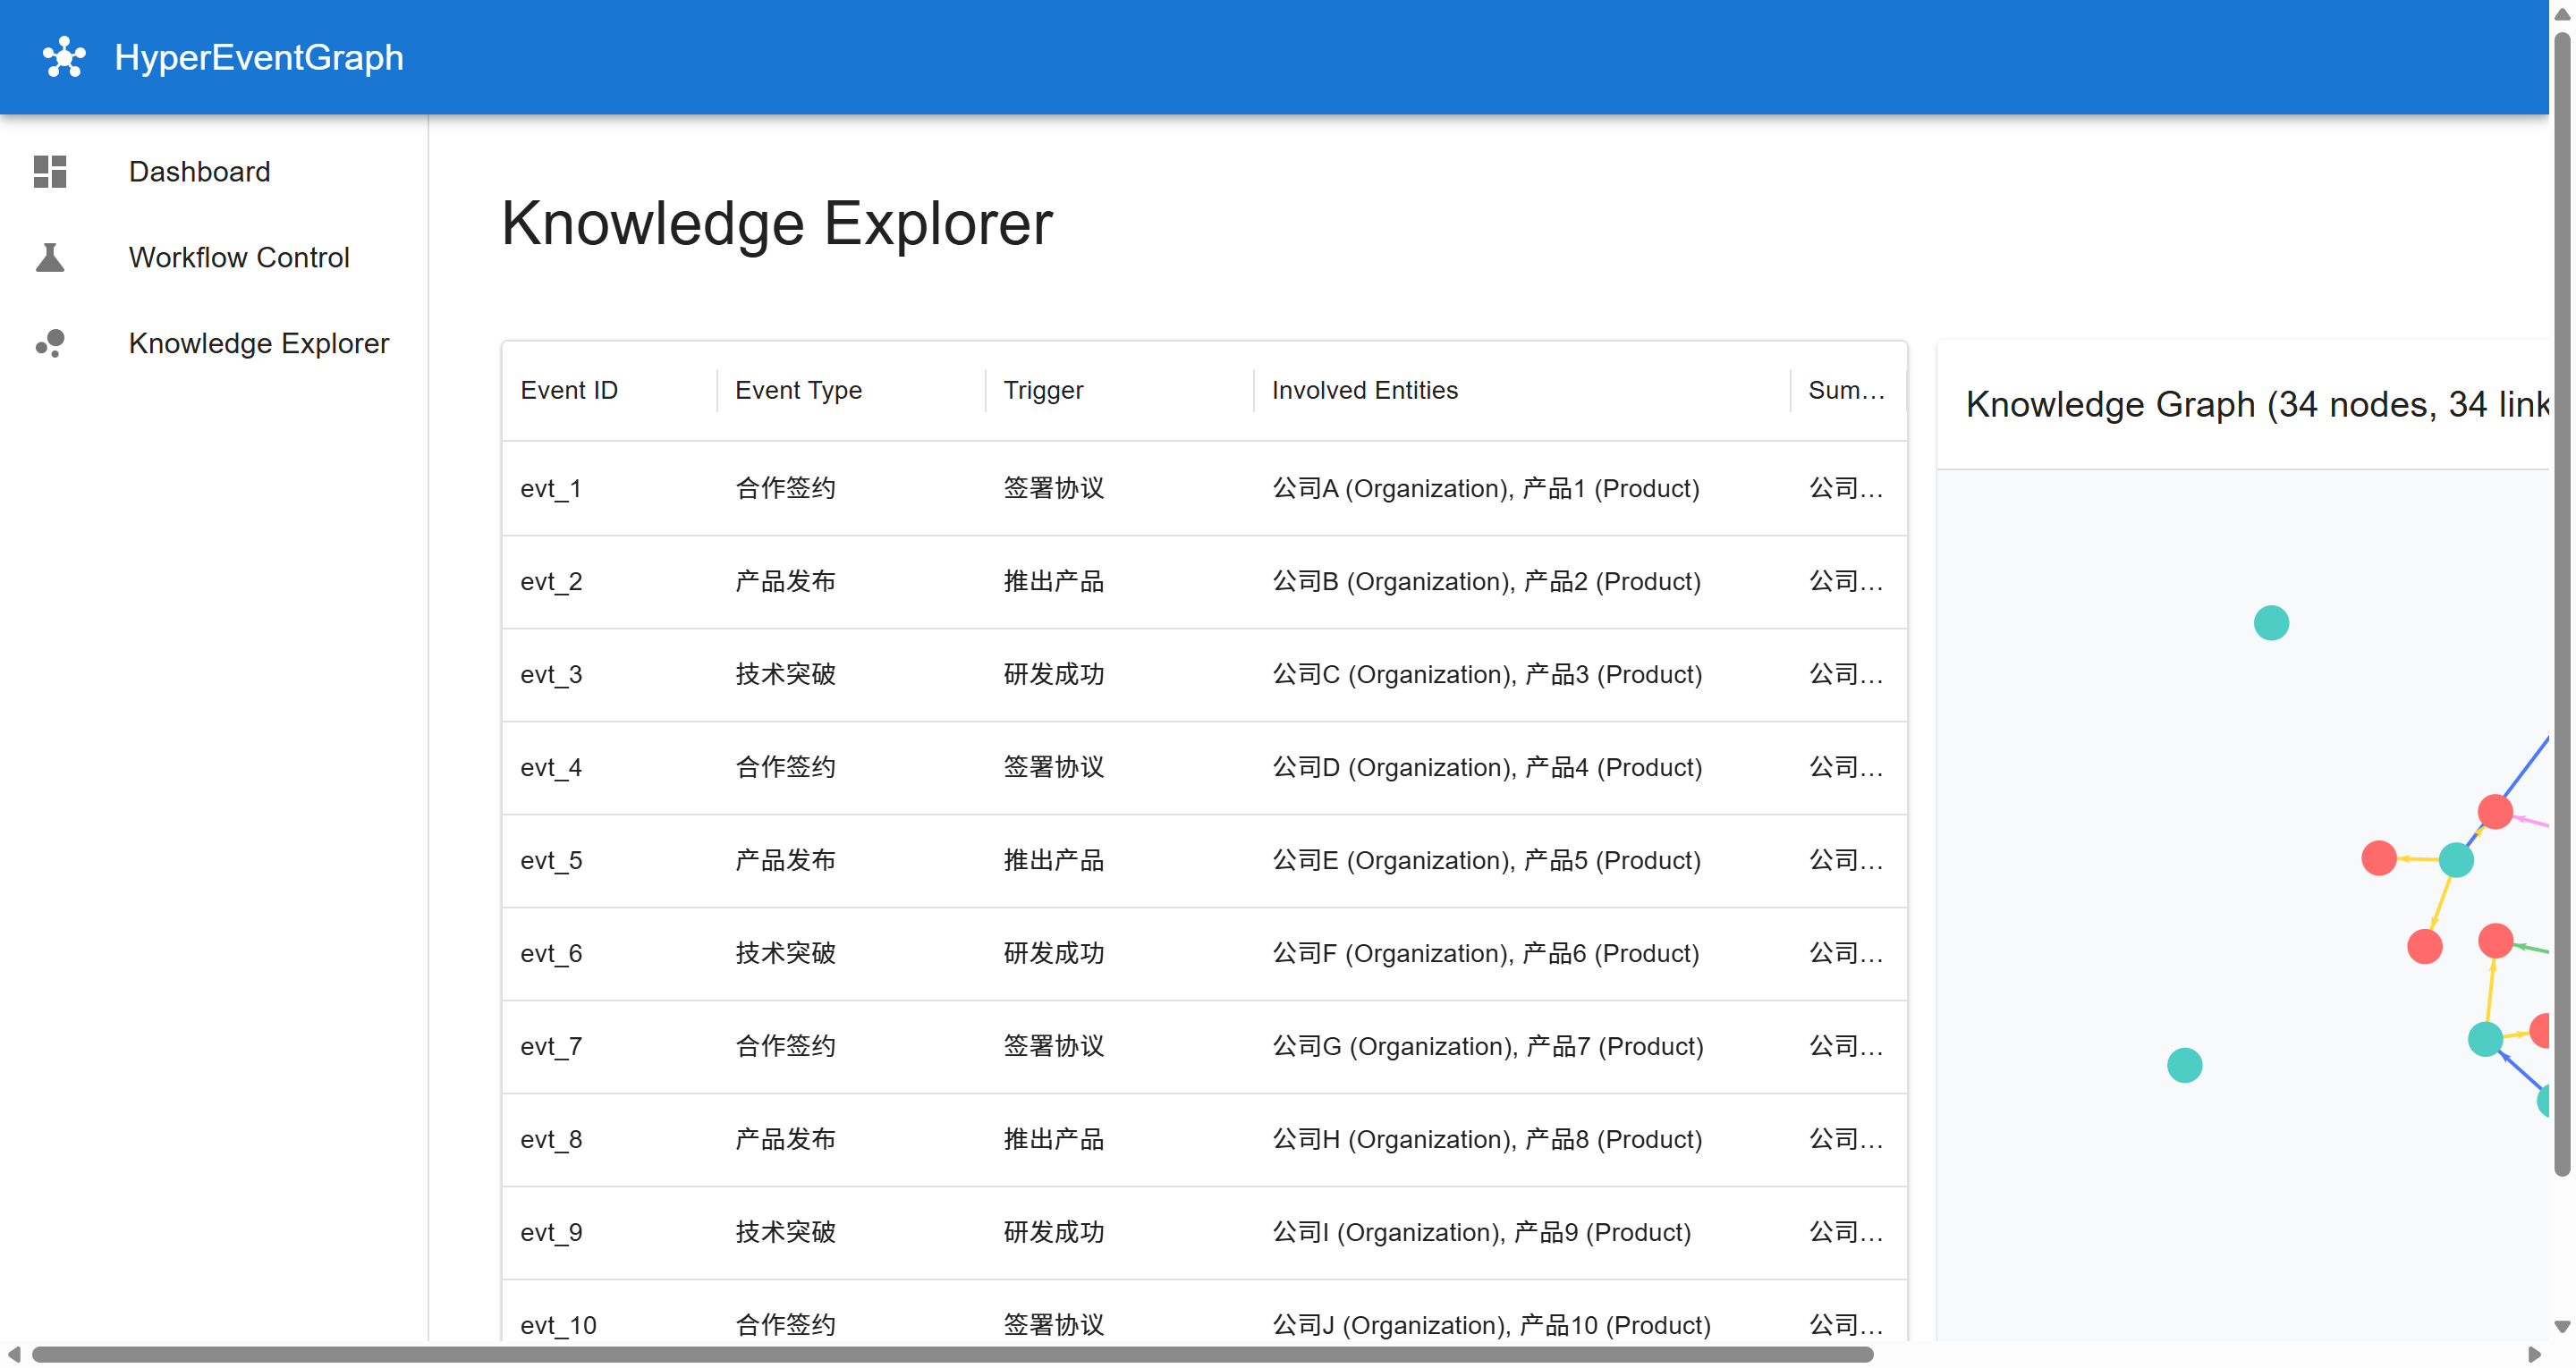 HyperEventGraph
Dashboard
Workflow Control
Knowledge Explorer
Knowledge Explorer
Event ID Event Type Trigger Involved Entities Sum...
evt_1 合作签约 签署协议 公司A (Organization), 产品1 (Product) 公司...
evt_2 产品发布 推出产品 公司B (Organization), 产品2 (Product) 公司...
evt_3 技术突破 研发成功 公司C (Organization), 产品3 (Product) 公司...
evt_4 合作签约 签署协议 公司D (Organization), 产品4 (Product) 公司...
evt_5 产品发布 推出产品 公司E (Organization), 产品5 (Product) 公司...
evt_6 技术突破 研发成功 公司F (Organization), 产品6 (Product) 公司...
evt_7 合作签约 签署协议 公司G (Organization), 产品7 (Product) 公司...
evt_8 产品发布 推出产品 公司H (Organization), 产品8 (Product) 公司...
evt_9 技术突破 研发成功 公司I (Organization), 产品9 (Product) 公司...
evt_10 合作签约 签署协议 公司J (Organization), 产品10 (Product) 公司...
Knowledge Graph (34 nodes, 34 link